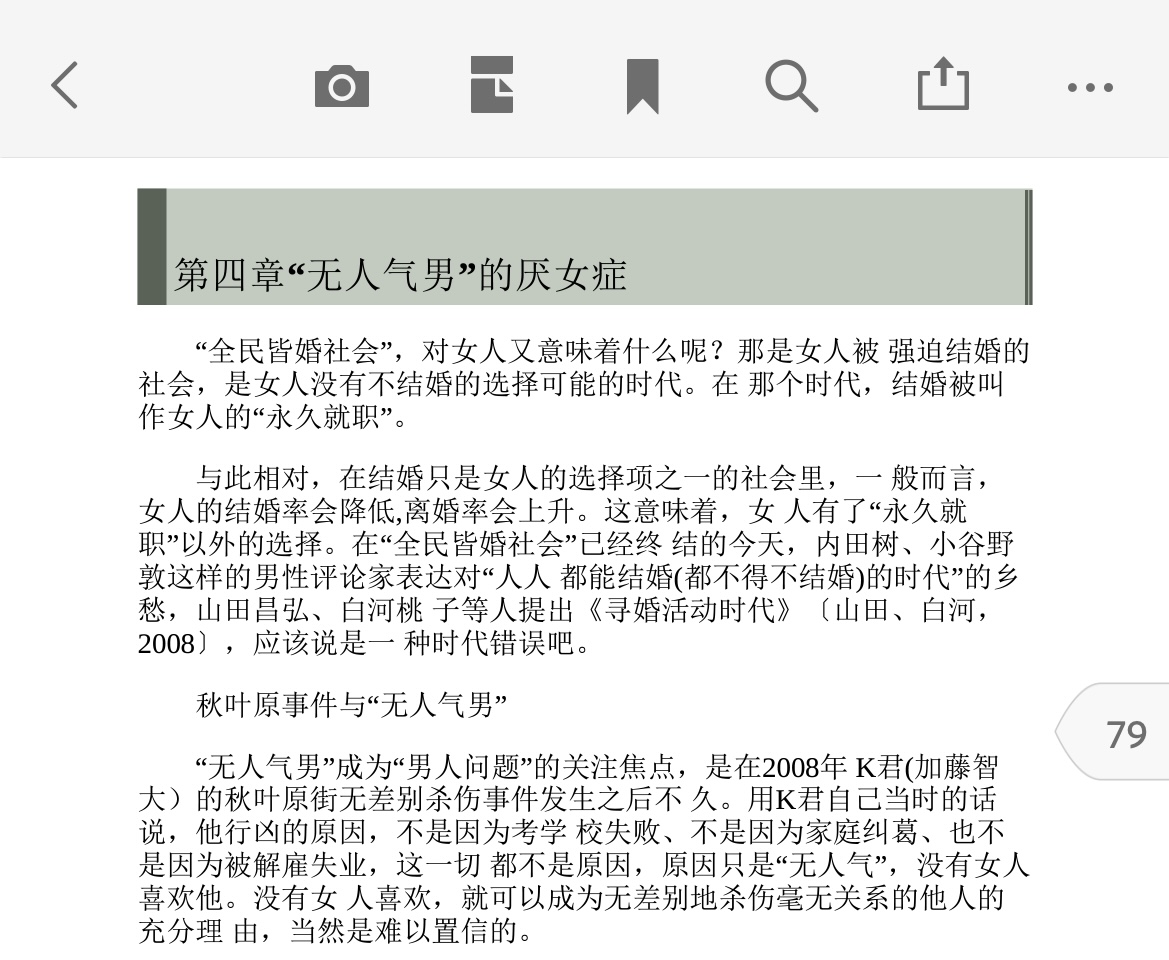 第四章“无人气男”的厌女症
“全民皆婚社会”，对女人又意味着什么呢？那是女人被 强迫结婚的
社会，是女人没有不结婚的选择可能的时代。在 那个时代，结婚被叫
作女人的“永久就职”。
与此相对，在结婚只是女人的选择项之一的社会里，一 般而言，
女人的结婚率会降低,离婚率会上升。这意味着，女 人有了“永久就
职”以外的选择。在“全民皆婚社会”已经终 结的今天，内田树、小谷野
敦这样的男性评论家表达对“人人 都能结婚(都不得不结婚)的时代”的乡
愁，山田昌弘、白河桃 子等人提出《寻婚活动时代》〔山田、白河，
2008〕，应该说是一 种时代错误吧。
秋叶原事件与“无人气男”
79
“无人气男”成为“男人问题”的关注焦点，是在2008年 K君(加藤智
大）的秋叶原街无差别杀伤事件发生之后不 久。用K君自己当时的话
说，他行凶的原因，不是因为考学 校失败、不是因为家庭纠葛、也不
是因为被解雇失业，这一切 都不是原因，原因只是“无人气”，没有女人
喜欢他。没有女 人喜欢，就可以成为无差别地杀伤毫无关系的他人的
充分理 由，当然是难以置信的。